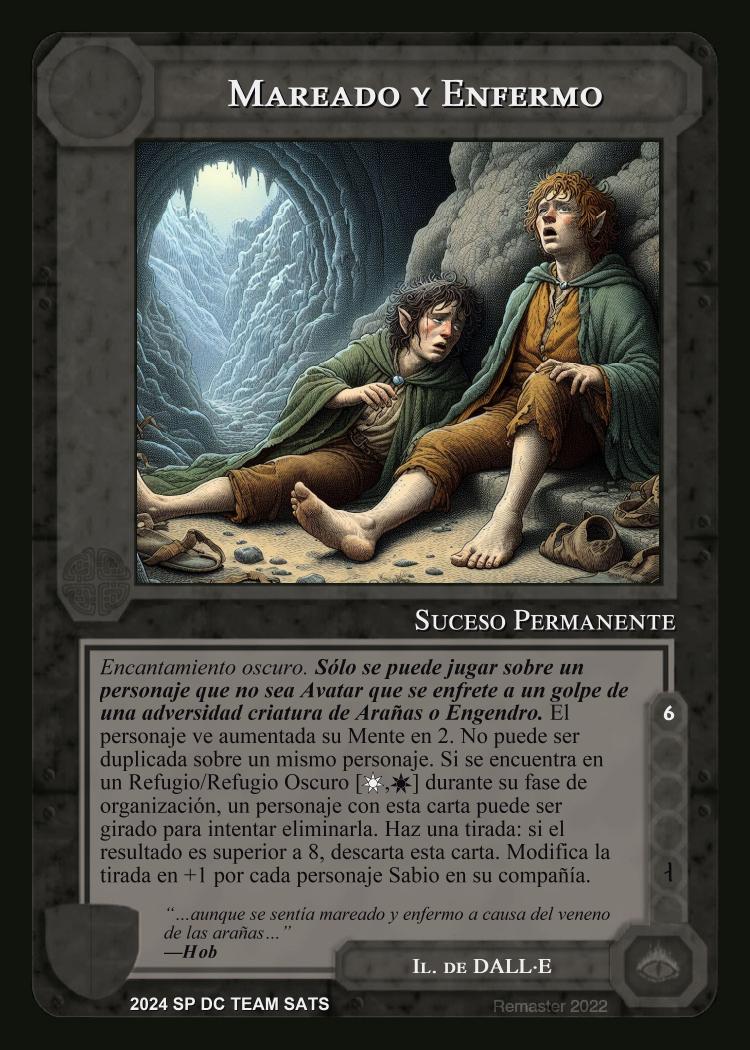 Mareado y Enfermo
Suceso Permanente
Encantamiento oscuro. Sólo se puede jugar sobre un
personaje que no sea Avatar que se enfrete a un golpe de
una adversidad criatura de Arañas o Engendro. El
personaje ve aumentada su Mente en 2. No puede ser
duplicada sobre un mismo personaje. Si se encuentra en
un Refugio/Refugio Oscuro [☀,☀] durante su fase de
organización, un personaje con esta carta puede ser
girado para intentar eliminarla. Haz una tirada: si el
resultado es superior a 8, descarta esta carta. Modifica la
tirada en +1 por cada personaje Sabio en su compañía.
6
“…aunque se sentía mareado y enfermo a causa del veneno
de las arañas…”
—Hob
Il. de DALL·E
2024 SP DC TEAM SATS
Remaster 2022